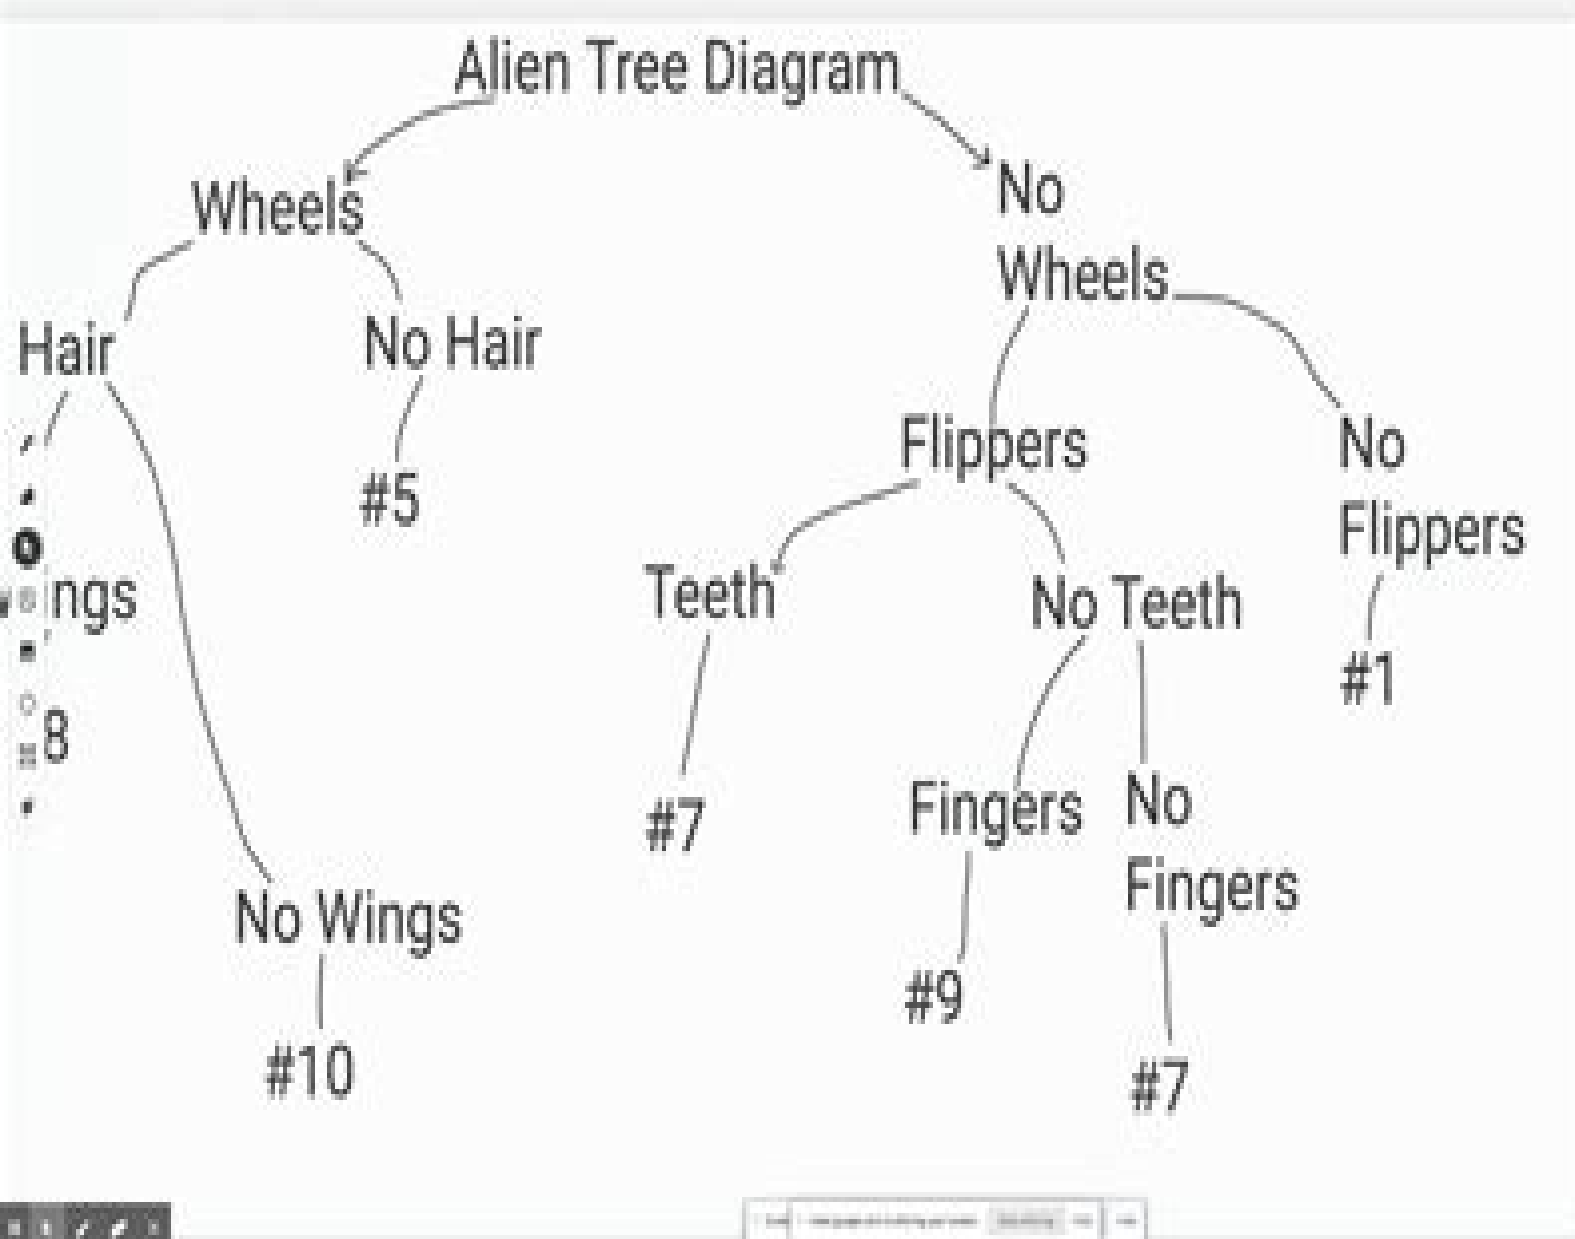 Alien Tree Diagram
Wheels
No
Wheels
Hair
No Hair
Flippers
No
Flippers
#5
Teeth
No Teeth
ngs
#1
8
#7
Fingers
No
Fingers
No Wings
#9
#10
#7